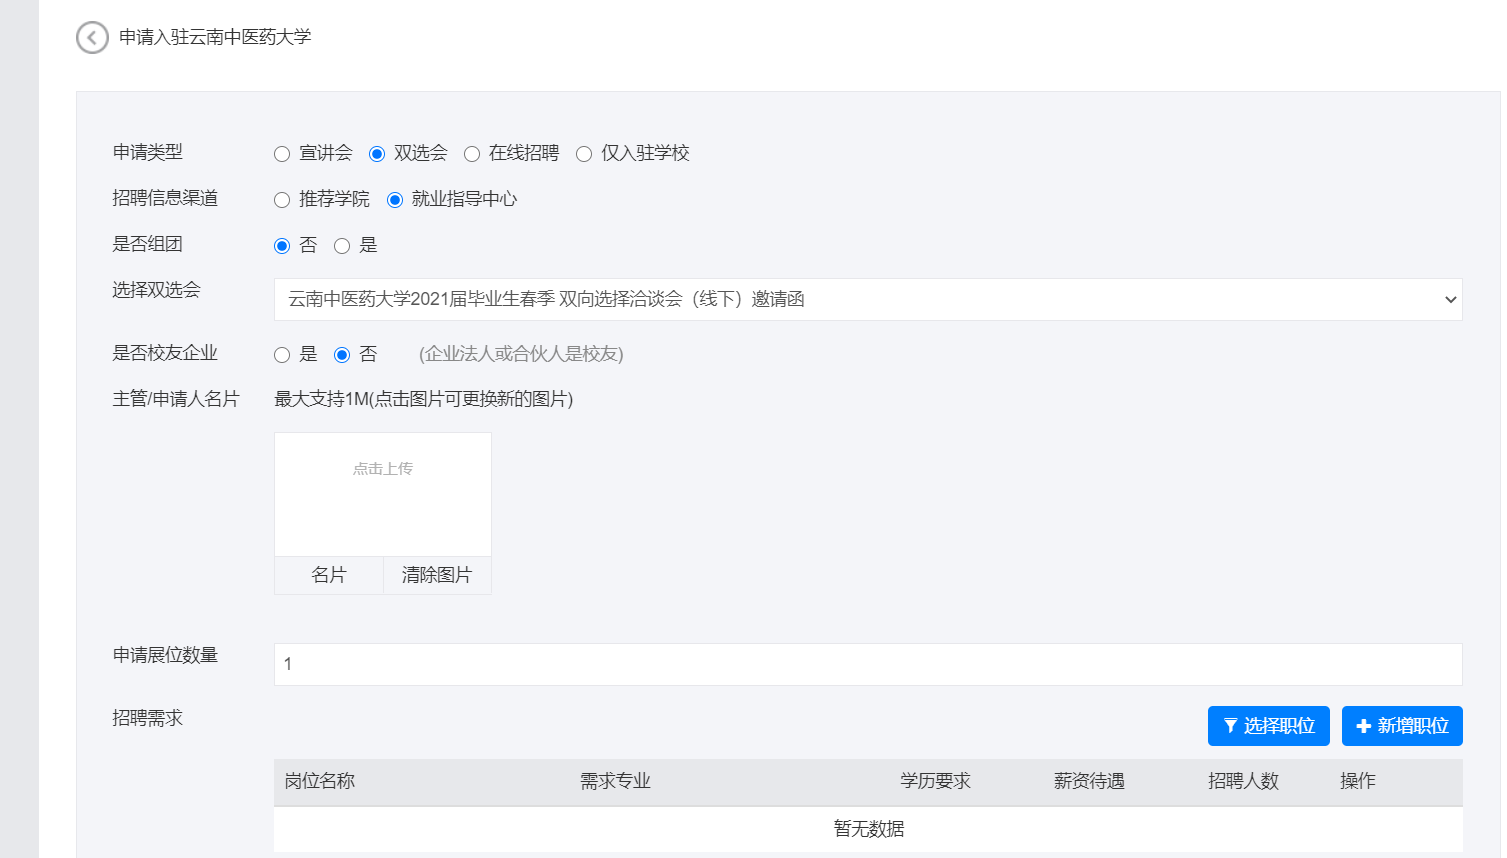 申请入驻云南中医药大学
申请类型 宣讲会 双选会 在线招聘 仅入驻学校
招聘信息渠道 推荐学院 就业指导中心
是否组团 否 是
选择双选会 云南中医药大学2021届毕业生春季 双向选择洽谈会（线下）邀请函
是否校友企业 是 否 (企业法人或合伙人是校友)
主管/申请人名片 最大支持1M(点击图片可更换新的图片)
点击上传
名片 清除图片
申请展位数量 1
招聘需求 选择职位 新增职位
岗位名称 需求专业 学历要求 薪资待遇 招聘人数 操作
暂无数据